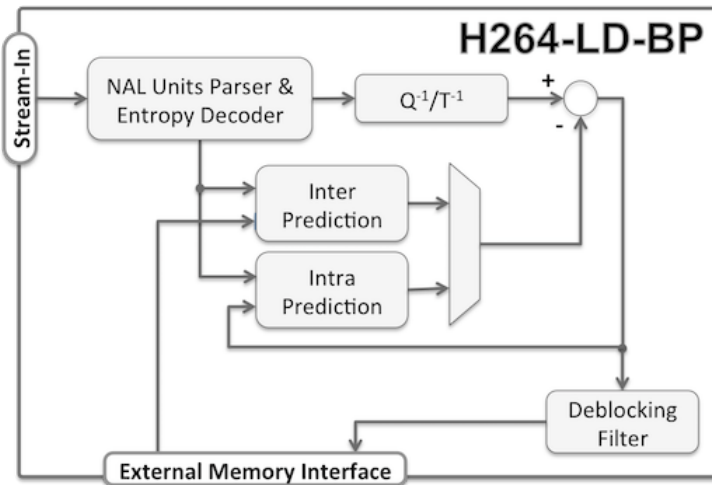 H264-LD-BP
Stream-In
NAL Units Parser &
Entropy Decoder
Q⁻¹/T⁻¹
+
-
Inter
Prediction
Intra
Prediction
Deblocking
Filter
External Memory Interface